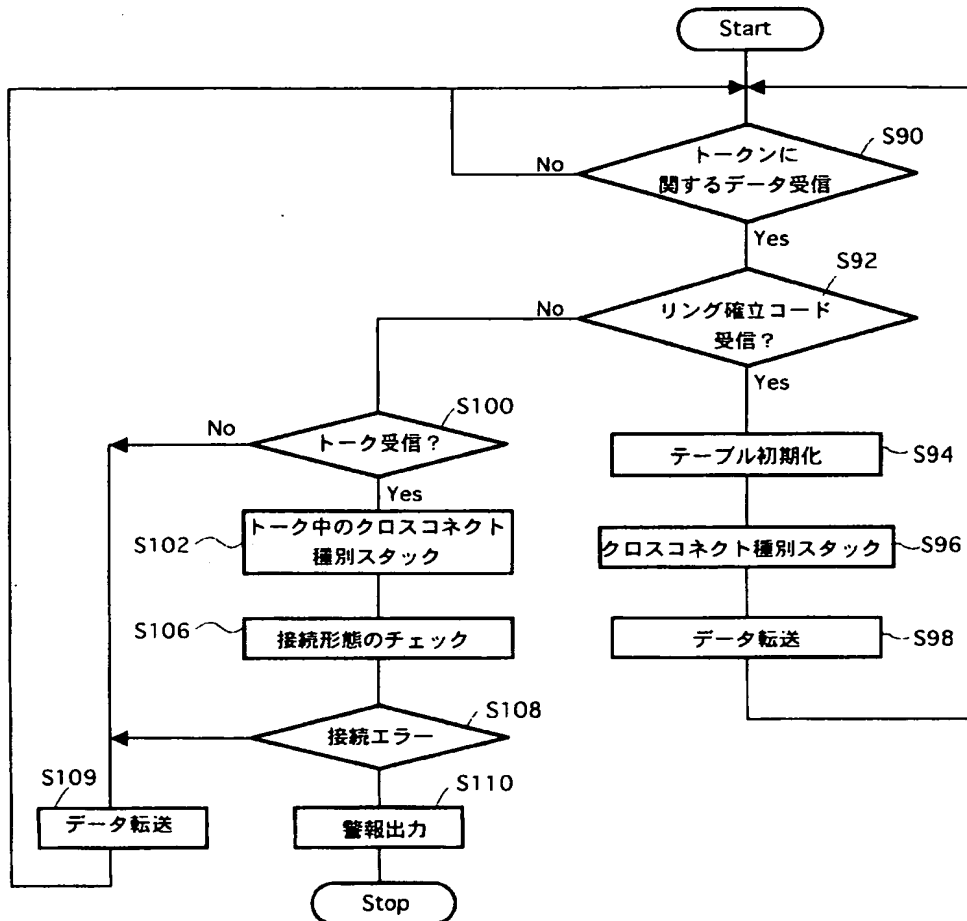 Start
トークンに
関するデータ受信
S90
No
Yes
リング確立コード
受信？
S92
No
Yes
トーク受信？
S100
No
Yes
テーブル初期化
S94
トーク中のクロスコネクト
種別スタック
S102
クロスコネクト種別スタック
S96
接続形態のチェック
S106
データ転送
S98
接続エラー
S108
S109
データ転送
S110
警報出力
Stop